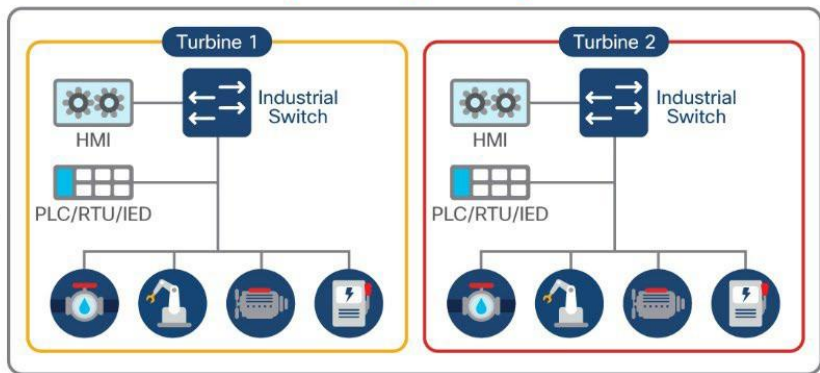 Turbine 1
Industrial
Switch
HMI
PLC/RTU/IED
Turbine 2
Industrial
Switch
HMI
PLC/RTU/IED